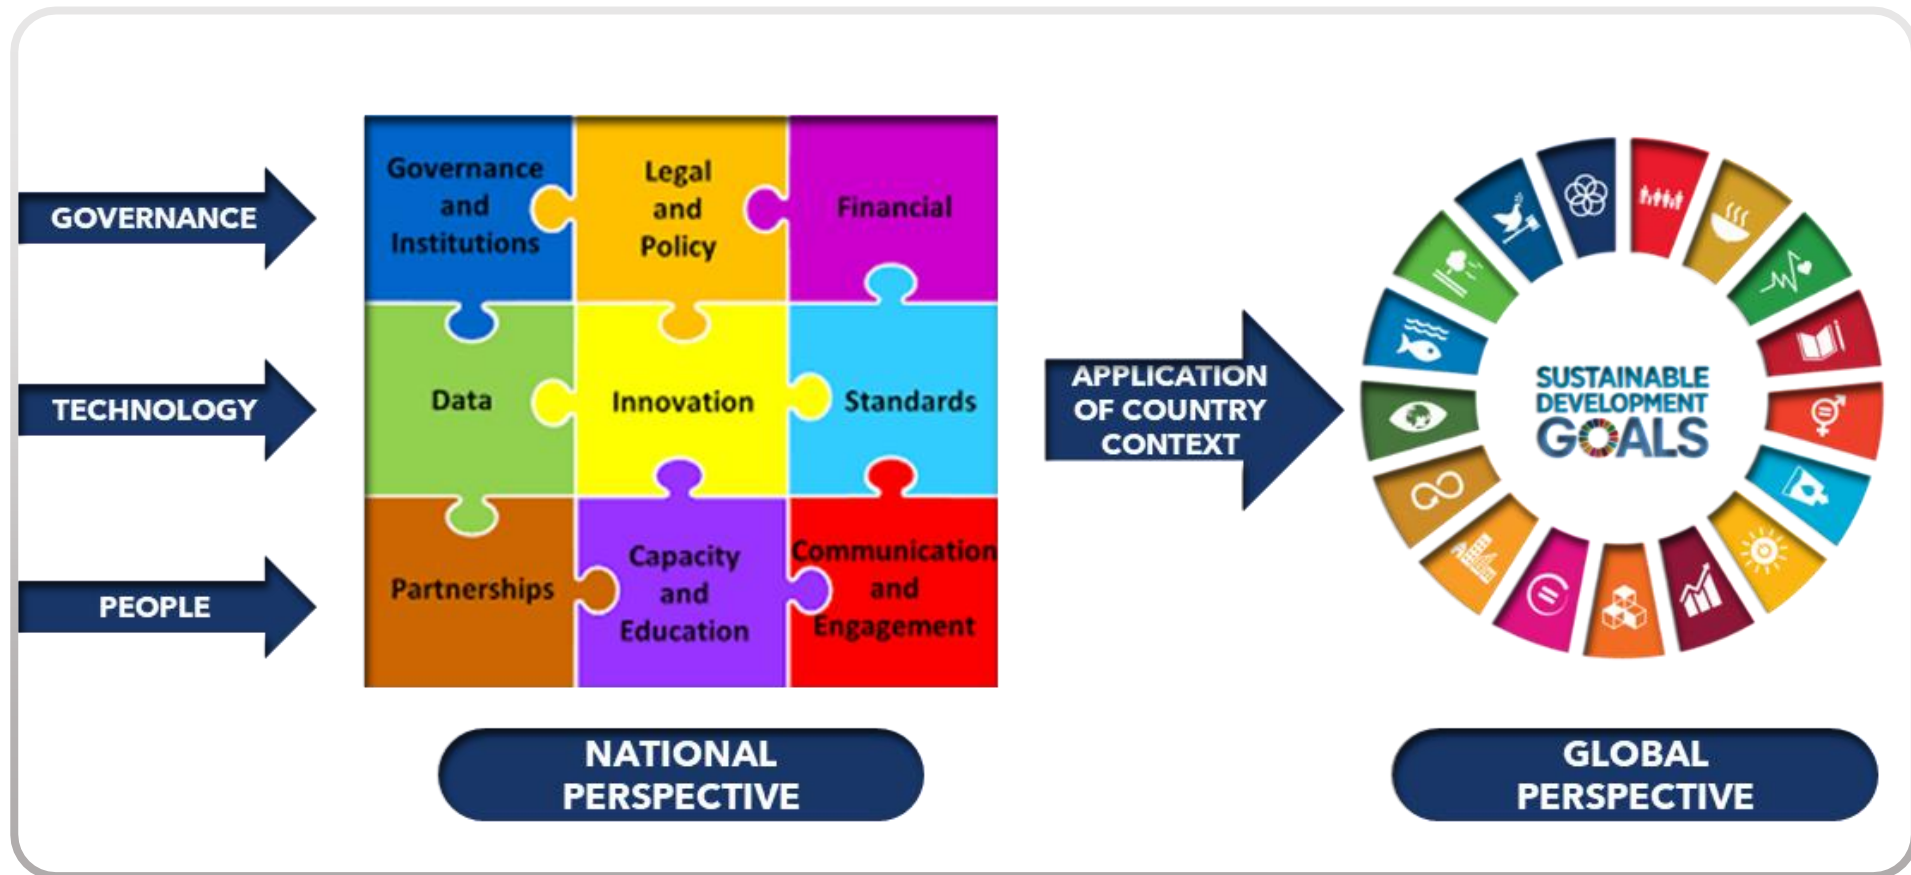 GOVERNANCE
Governance
and
Institutions
Legal
and
Policy
Financial
TECHNOLOGY
Data
Innovation
Standards
PEOPLE
Partnerships
Capacity
and
Education
Communication
and
Engagement
NATIONAL
PERSPECTIVE
APPLICATION
OF COUNTRY
CONTEXT
SUSTAINABLE
DEVELOPMENT
GOALS
GLOBAL
PERSPECTIVE